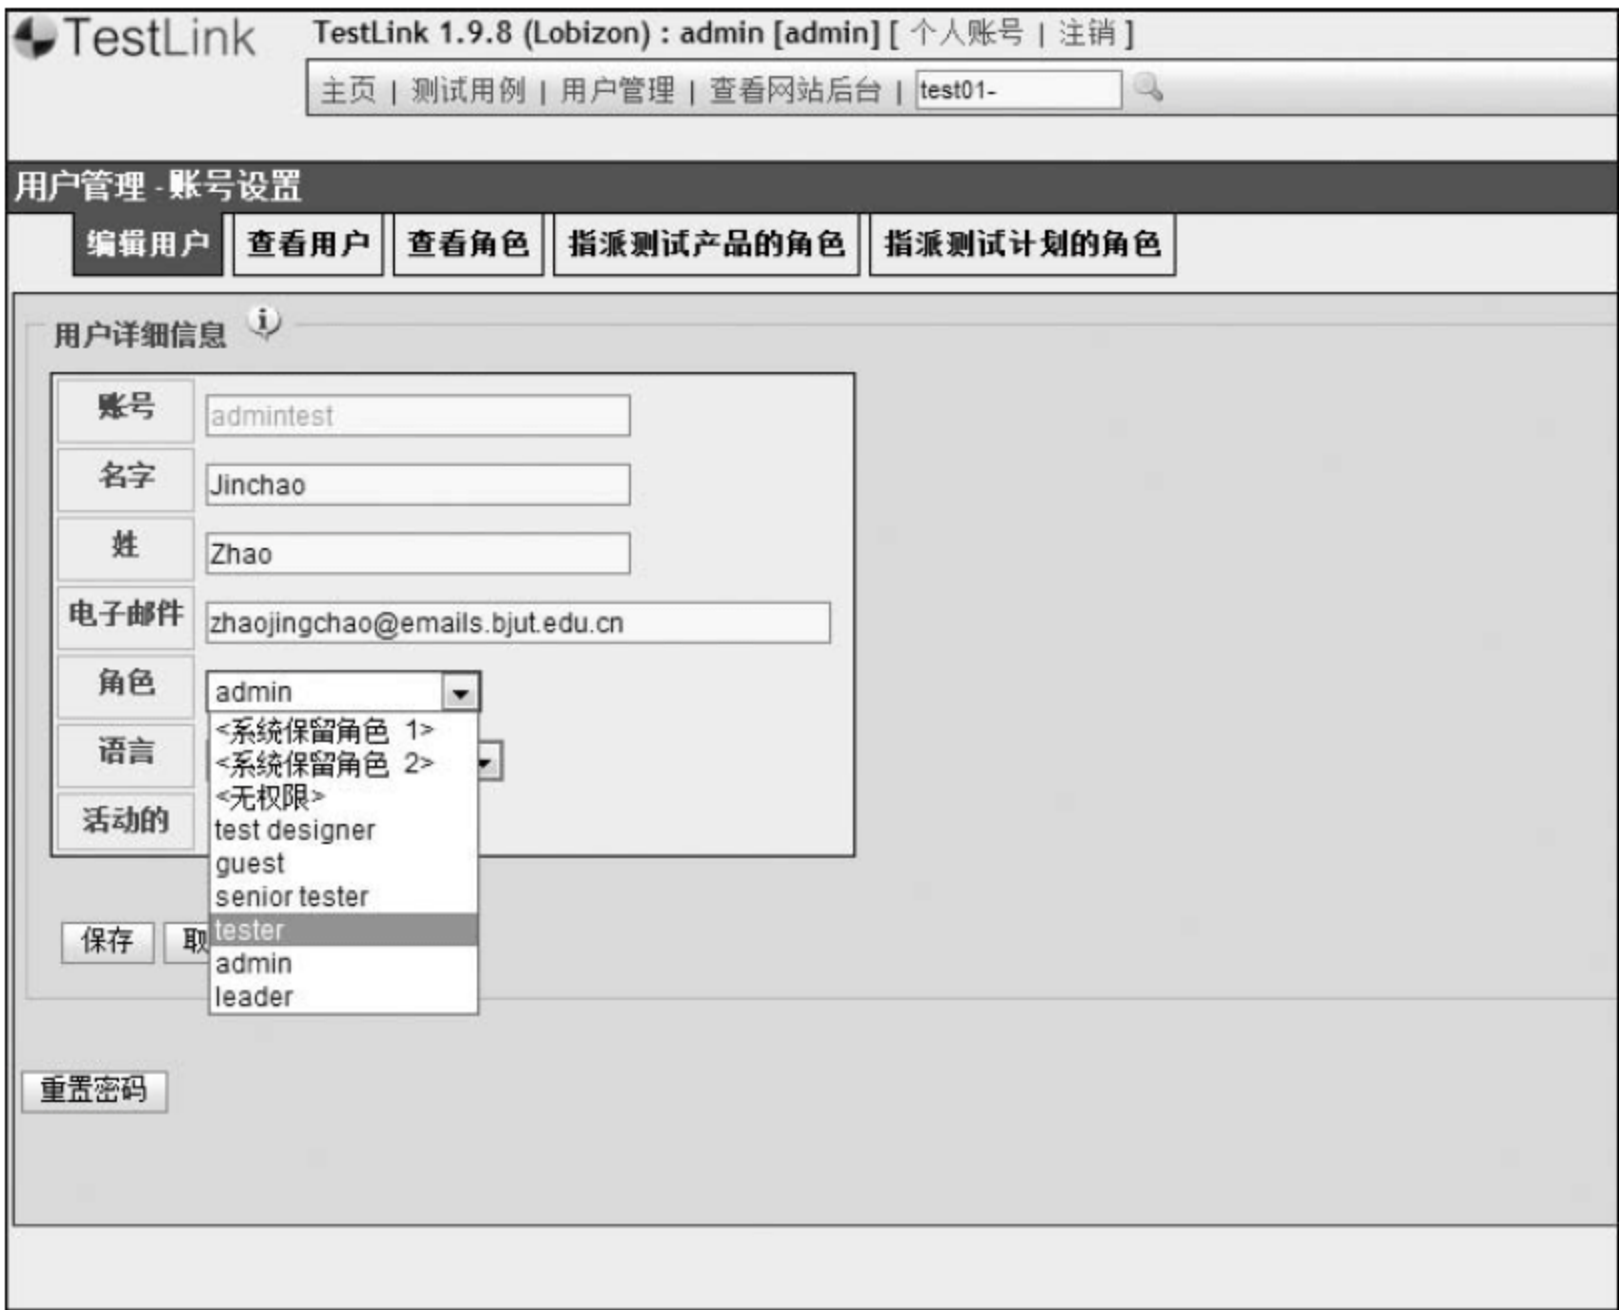 TestLink
TestLink 1.9.8 (Lobizon) : admin [admin] [ 个人账号 | 注销 ]
主页 | 测试用例 | 用户管理 | 查看网站后台 | test01-
用户管理 - 账号设置
编辑用户 查看用户 查看角色 指派测试产品的角色 指派测试计划的角色
用户详细信息
账号 admintest
名字 Jinchao
姓 Zhao
电子邮件 zhaojingchao@emails.bjut.edu.cn
角色 admin
<系统保留角色 1>
语言 <系统保留角色 2>
<无权限>
活动的 test designer
guest
senior tester
保存 取 tester
admin
leader
重置密码